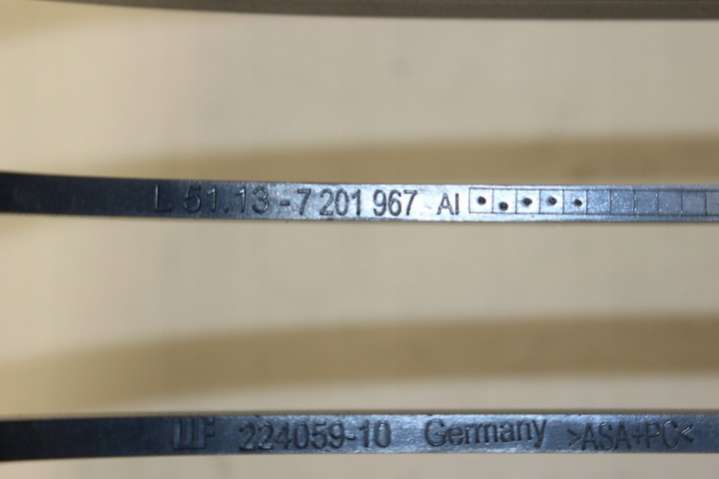 L 51.13-7 201 967 AI
224059-10 Germany >ASA+PC<